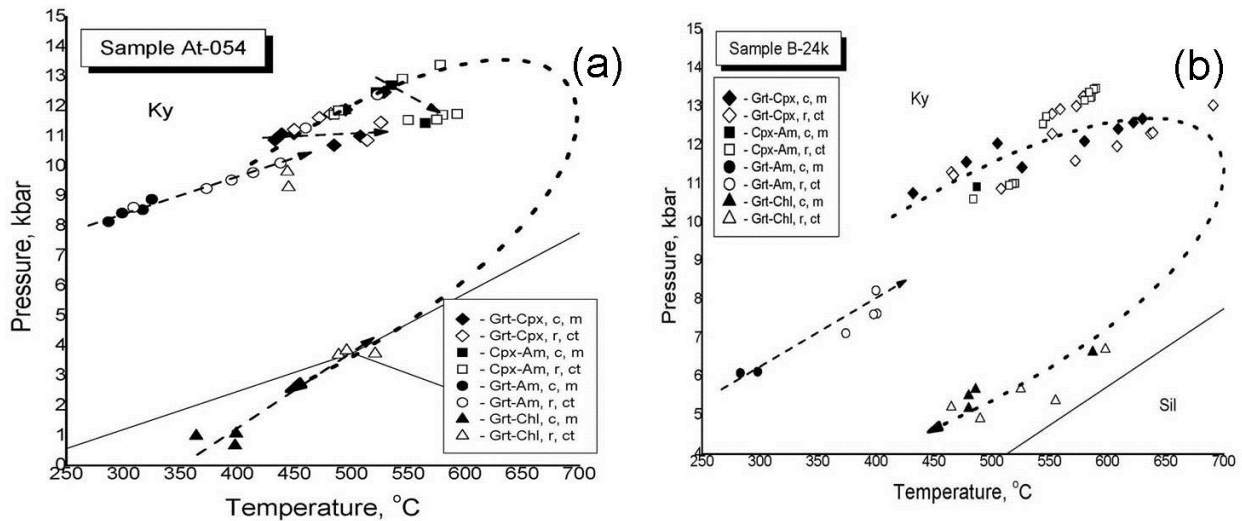 Sample At-054
(a)
Ky
Pressure, kbar
15
14
13
12
11
10
9
8
7
6
5
4
3
2
1
0
- Grt-Cpx, c, m
- Grt-Cpx, r, ct
- Cpx-Am, c, m
- Cpx-Am, r, ct
- Grt-Am, c, m
- Grt-Am, r, ct
- Grt-Chl, c, m
- Grt-Chl, r, ct
250 300 350 400 450 500 550 600 650 700
Temperature, °C
Sample B-24k
(b)
- Grt-Cpx, c, m
- Grt-Cpx, r, ct
- Cpx-Am, c, m
- Cpx-Am, r, ct
- Grt-Am, c, m
- Grt-Am, r, ct
- Grt-Chl, c, m
- Grt-Chl, r, ct
Ky
Sil
Pressure, kbar
15
14
13
12
11
10
9
8
7
6
5
4
250 300 350 400 450 500 550 600 650 700
Temperature, °C